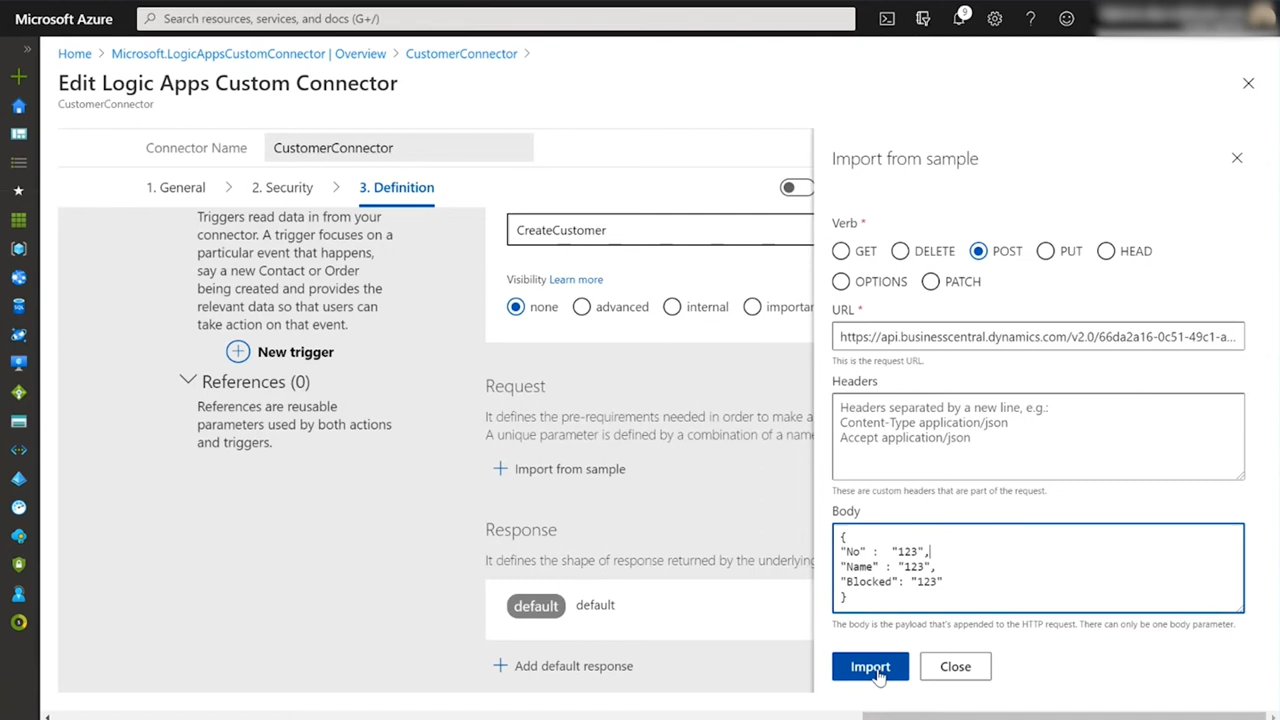 Microsoft Azure
Search resources, services, and docs (G+/)
9
Home > Microsoft.LogicAppsCustomConnector | Overview > CustomerConnector >
Edit Logic Apps Custom Connector
CustomerConnector
Connector Name
CustomerConnector
1. General > 2. Security > 3. Definition
Triggers read data in from your
connector. A trigger focuses on a
particular event that happens,
say a new Contact or Order
being created and provides the
relevant data so that users can
take action on that event.
New trigger
References (0)
References are reusable
parameters used by both actions
and triggers.
CreateCustomer
Visibility Learn more
none advanced internal importar
Request
It defines the pre-requirements needed in order to make a
A unique parameter is defined by a combination of a name
Import from sample
Response
It defines the shape of response returned by the underlying
default default
Add default response
Import from sample
Verb *
GET DELETE POST PUT HEAD
OPTIONS PATCH
URL *
https://api.businesscentral.dynamics.com/v2.0/66da2a16-0c51-49c1-a...
This is the request URL.
Headers
Headers separated by a new line, e.g.:
Content-Type application/json
Accept application/json
These are custom headers that are part of the request.
Body
{
"No" : "123",
"Name" : "123",
"Blocked": "123"
}
The body is the payload that's appended to the HTTP request. There can only be one body parameter.
Import Close